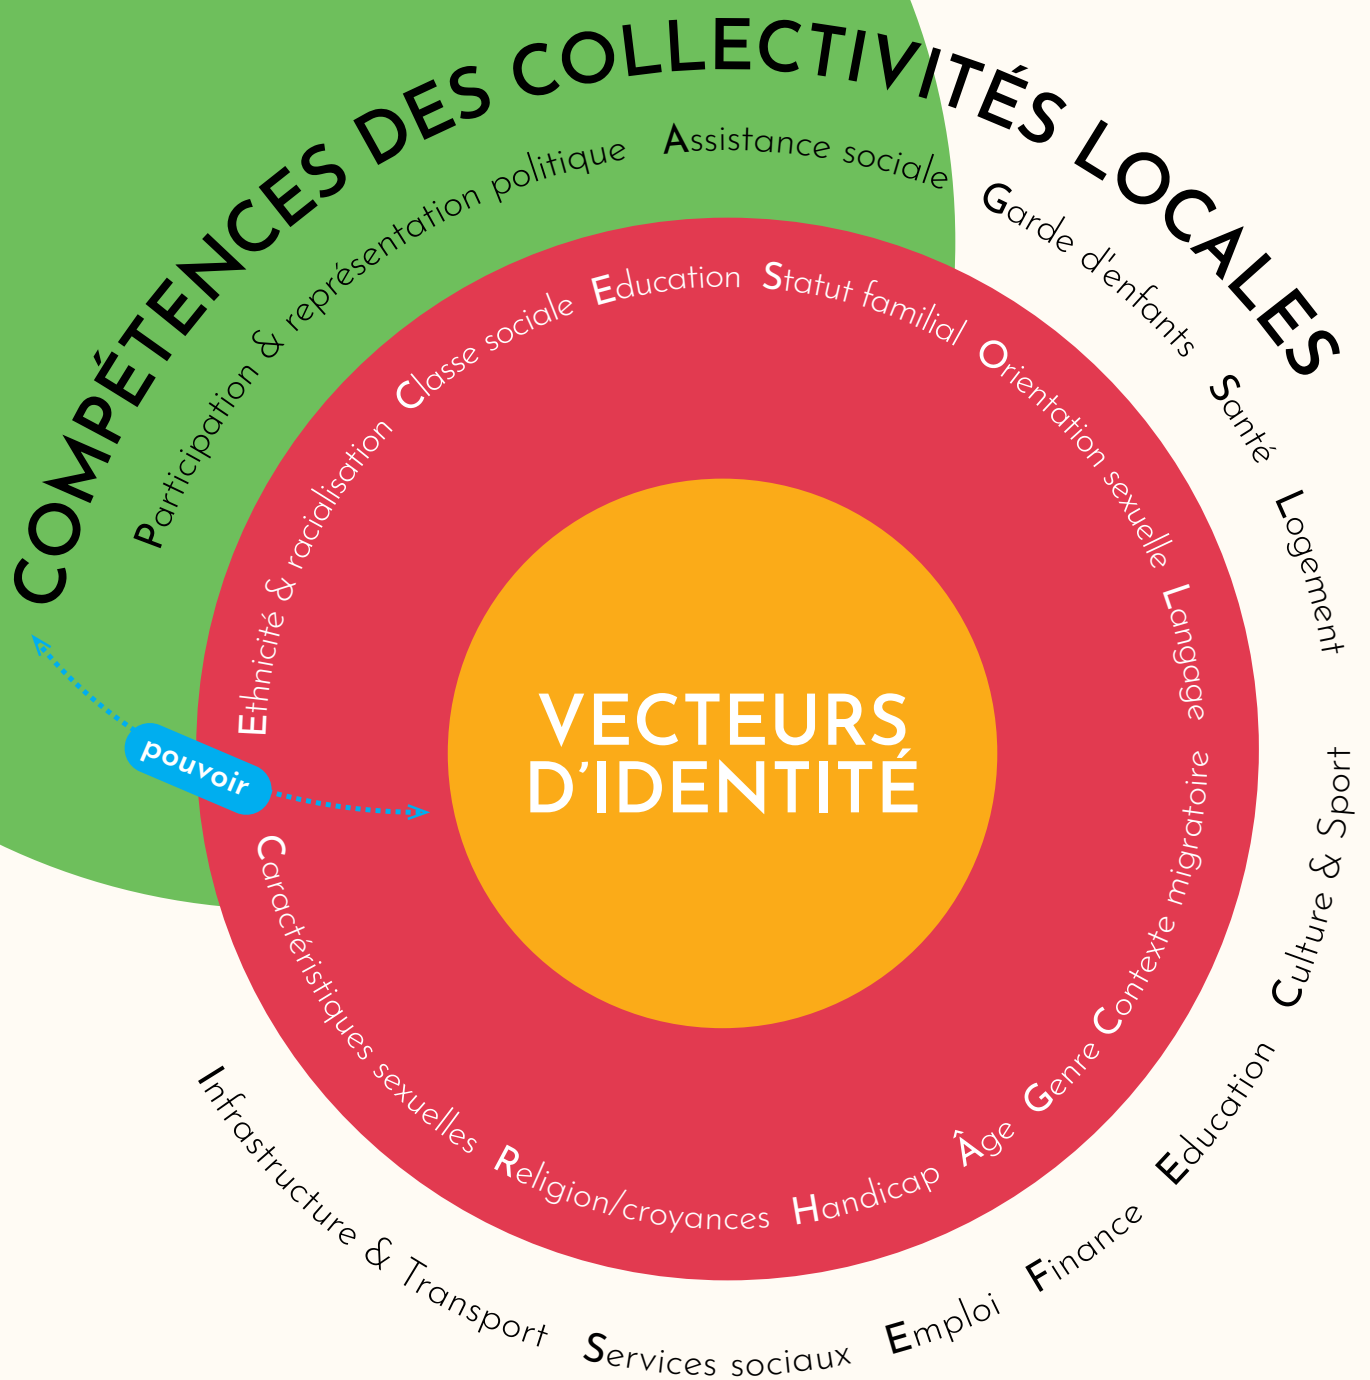 COMPÉTENCES DES COLLECTIVITÉS LOCALES
Participation & représentation politique
Assistance sociale
Garde d'enfants
Santé
Logement
Culture & Sport
Education
Finance
Emploi
Services sociaux
Infrastructure & Transport
Ethnicité & racialisation
Classe sociale
Education
Statut familial
Orientation sexuelle
Langage
Contexte migratoire
Genre
Âge
Handicap
Religion/croyances
Caractéristiques sexuelles
pouvoir
VECTEURS
D’IDENTITÉ